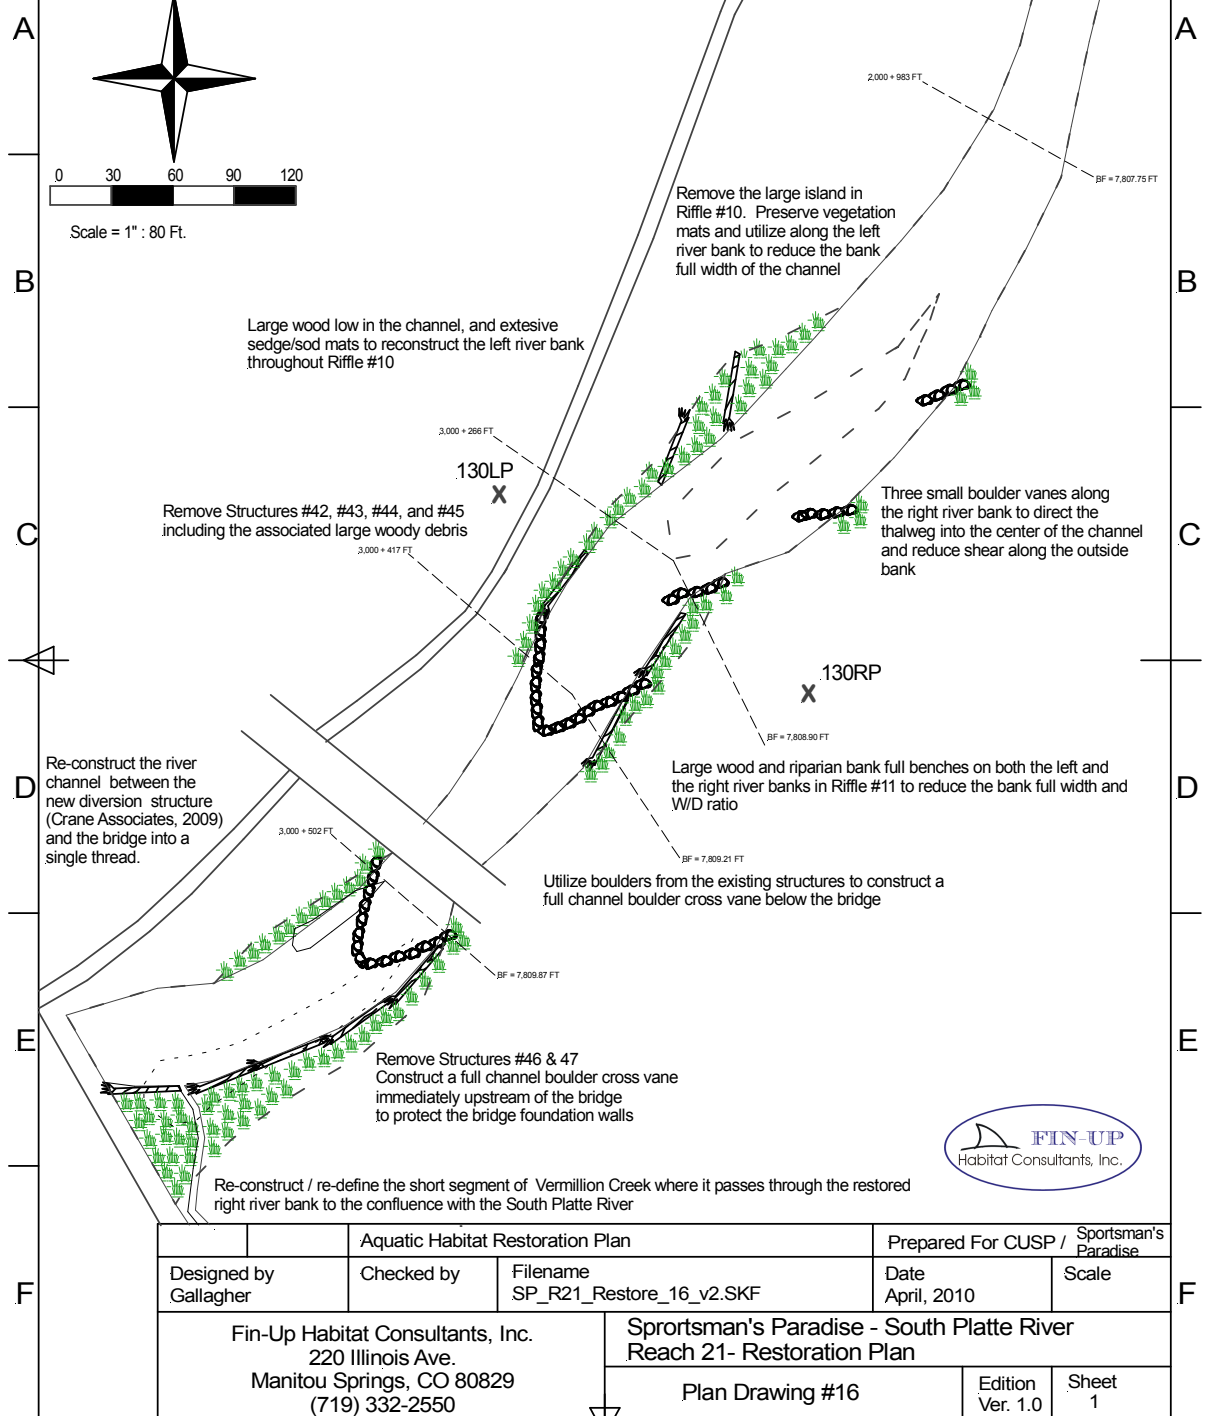 A
A
2,000 + 983 FT
0 30 60 90 120
BF = 7,807.75 FT
Scale = 1" : 80 Ft.
Remove the large island in
Riffle #10. Preserve vegetation
mats and utilize along the left
river bank to reduce the bank
full width of the channel
B
B
Large wood low in the channel, and extesive
sedge/sod mats to reconstruct the left river bank
throughout Riffle #10
3,000 + 266 FT
130LP
X
Remove Structures #42, #43, #44, and #45
including the associated large woody debris
3,000 + 417 FT
Three small boulder vanes along
the right river bank to direct the
thalweg into the center of the channel
and reduce shear along the outside
bank
C
C
130RP
X
BF = 7,808.90 FT
Re-construct the river
channel between the
new diversion structure
(Crane Associates, 2009)
and the bridge into a
single thread.
Large wood and riparian bank full benches on both the left and
the right river banks in Riffle #11 to reduce the bank full width and
W/D ratio
D
D
3,000 + 502 FT
BF = 7,809.21 FT
Utilize boulders from the existing structures to construct a
full channel boulder cross vane below the bridge
BF = 7,809.87 FT
E
E
Remove Structures #46 & 47
Construct a full channel boulder cross vane
immediately upstream of the bridge
to protect the bridge foundation walls
FIN-UP
Habitat Consultants, Inc.
Re-construct / re-define the short segment of Vermillion Creek where it passes through the restored
right river bank to the confluence with the South Platte River
F
F
Aquatic Habitat Restoration Plan
Prepared For CUSP / Sportsman's
Paradise
Designed by
Gallagher
Checked by
Filename
SP_R21_Restore_16_v2.SKF
Date
April, 2010
Scale
Fin-Up Habitat Consultants, Inc.
220 Illinois Ave.
Manitou Springs, CO 80829
(719) 332-2550
Sprortsman's Paradise - South Platte River
Reach 21- Restoration Plan
Plan Drawing #16
Edition
Ver. 1.0
Sheet
1